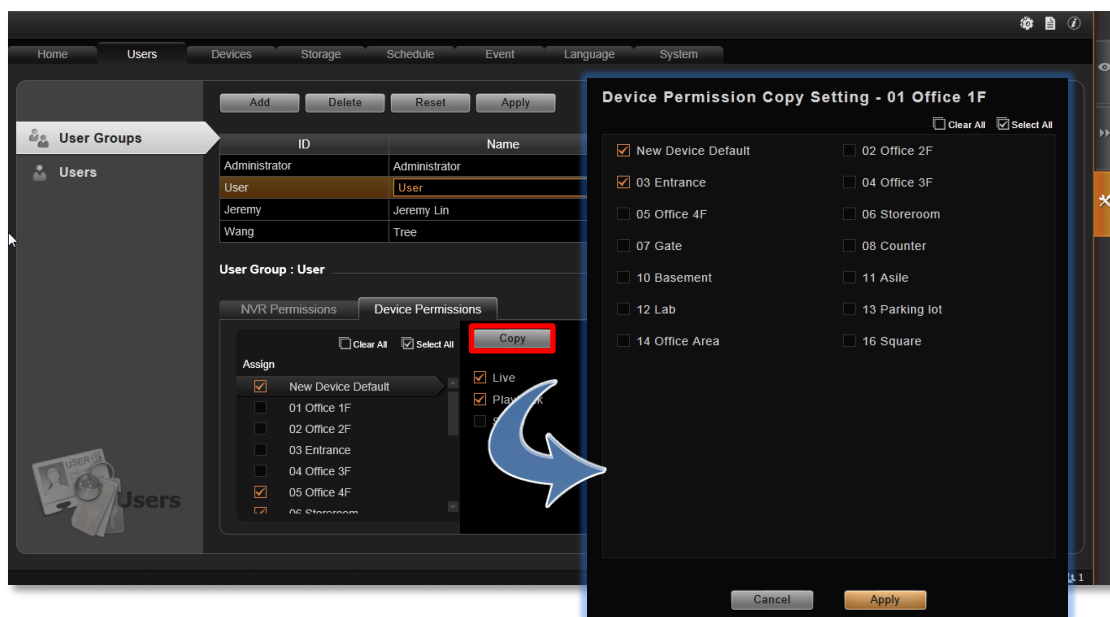 Home Users Devices Storage Schedule Event Language System
Add Delete Reset Apply
User Groups
Users
ID Name
Administrator Administrator
User User
Jeremy Jeremy Lin
Wang Tree
User Group : User
NVR Permissions Device Permissions
Clear All Select All
Copy
Assign
New Device Default
01 Office 1F
02 Office 2F
03 Entrance
04 Office 3F
05 Office 4F
06 Storeroom
Live
USER
Users
Device Permission Copy Setting - 01 Office 1F
Clear All Select All
New Device Default 02 Office 2F
03 Entrance 04 Office 3F
05 Office 4F 06 Storeroom
07 Gate 08 Counter
10 Basement 11 Asile
12 Lab 13 Parking lot
14 Office Area 16 Square
Cancel Apply
1